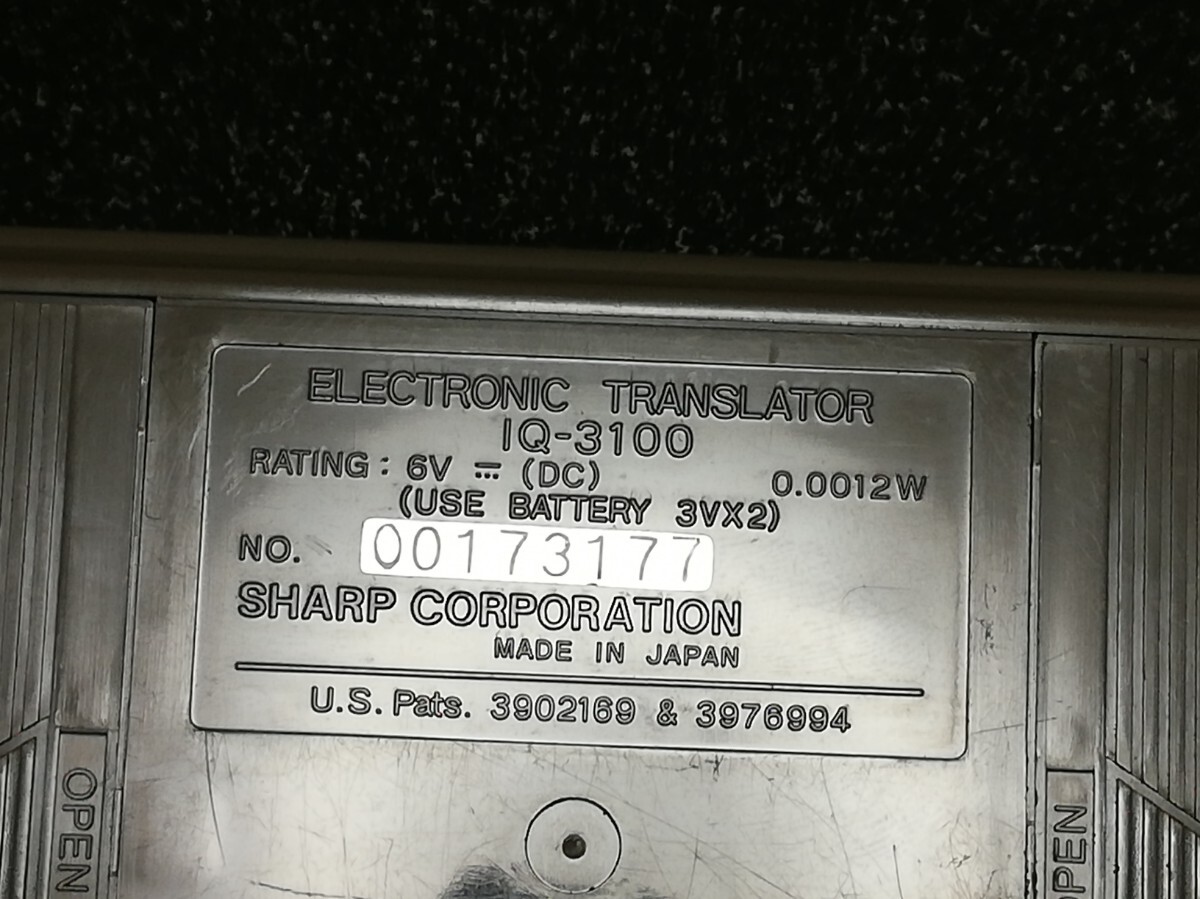 ELECTRONIC TRANSLATOR
IQ-3100
RATING: 6V ⎓ (DC) 0.0012W
(USE BATTERY 3VX2)
NO. 00173177
SHARP CORPORATION
MADE IN JAPAN
U.S. Pats. 3902169 & 3976994
OPEN
OPEN